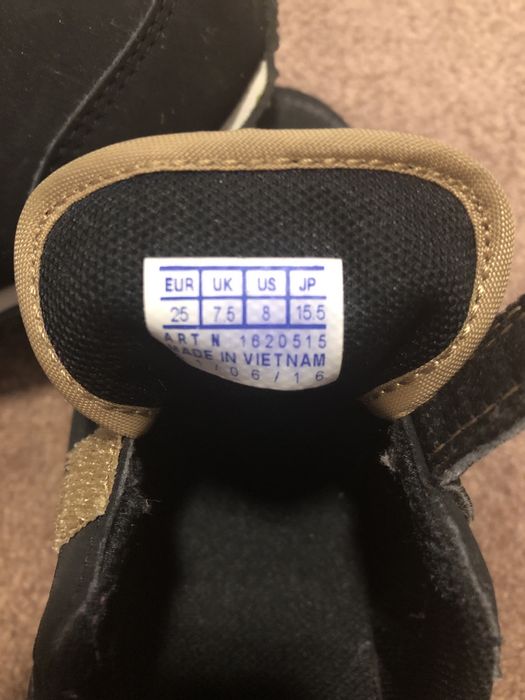 EUR UK US JP
25 7.5 8 15.5
ART N 1620515
MADE IN VIETNAM
/06/16